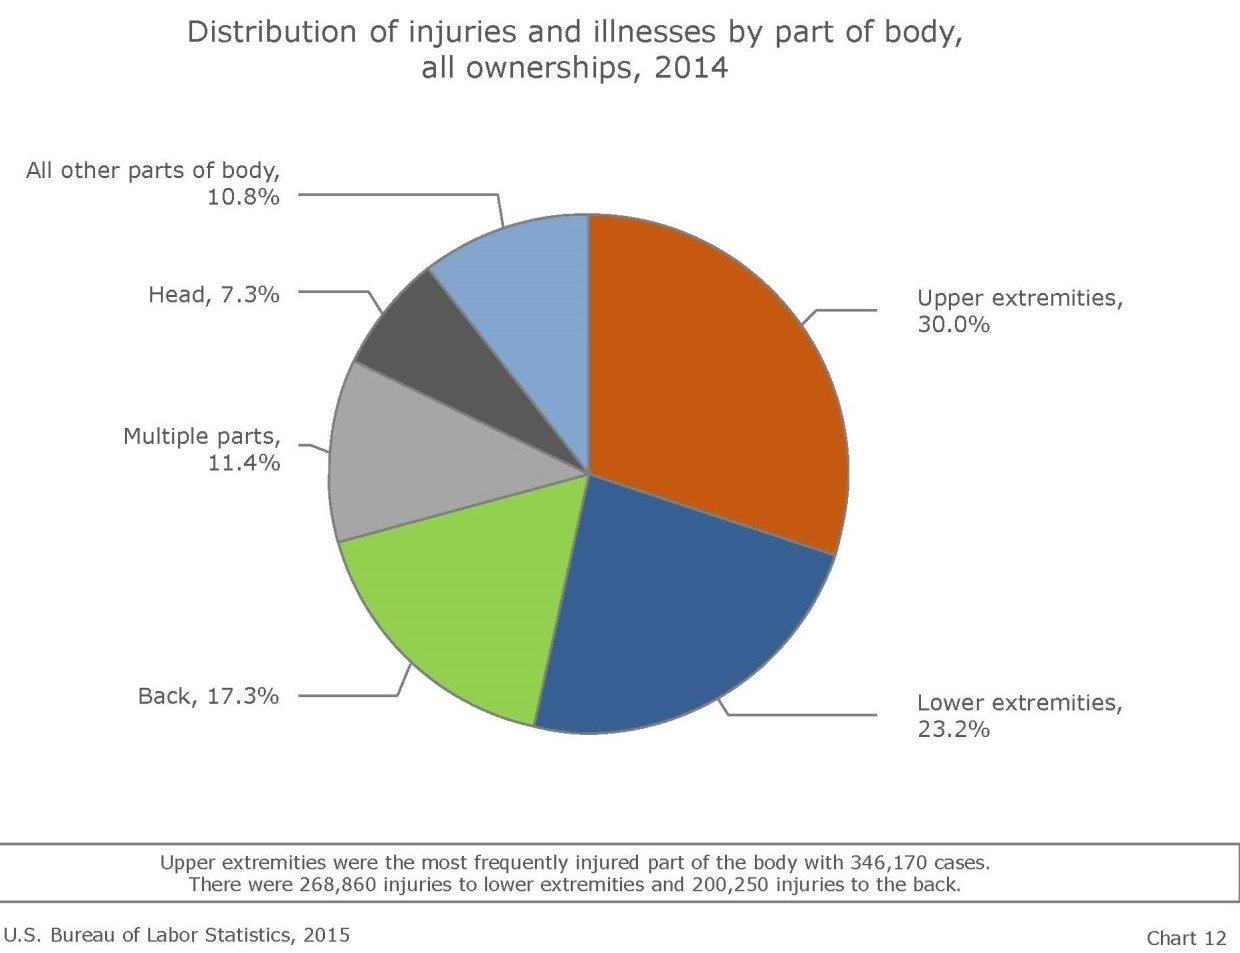 Distribution of injuries and illnesses by part of body,
all ownerships, 2014
All other parts of body,
10.8%
Head, 7.3%
Multiple parts,
11.4%
Back, 17.3%
Upper extremities,
30.0%
Lower extremities,
23.2%
Upper extremities were the most frequently injured part of the body with 346,170 cases.
There were 268,860 injuries to lower extremities and 200,250 injuries to the back.
U.S. Bureau of Labor Statistics, 2015
Chart 12